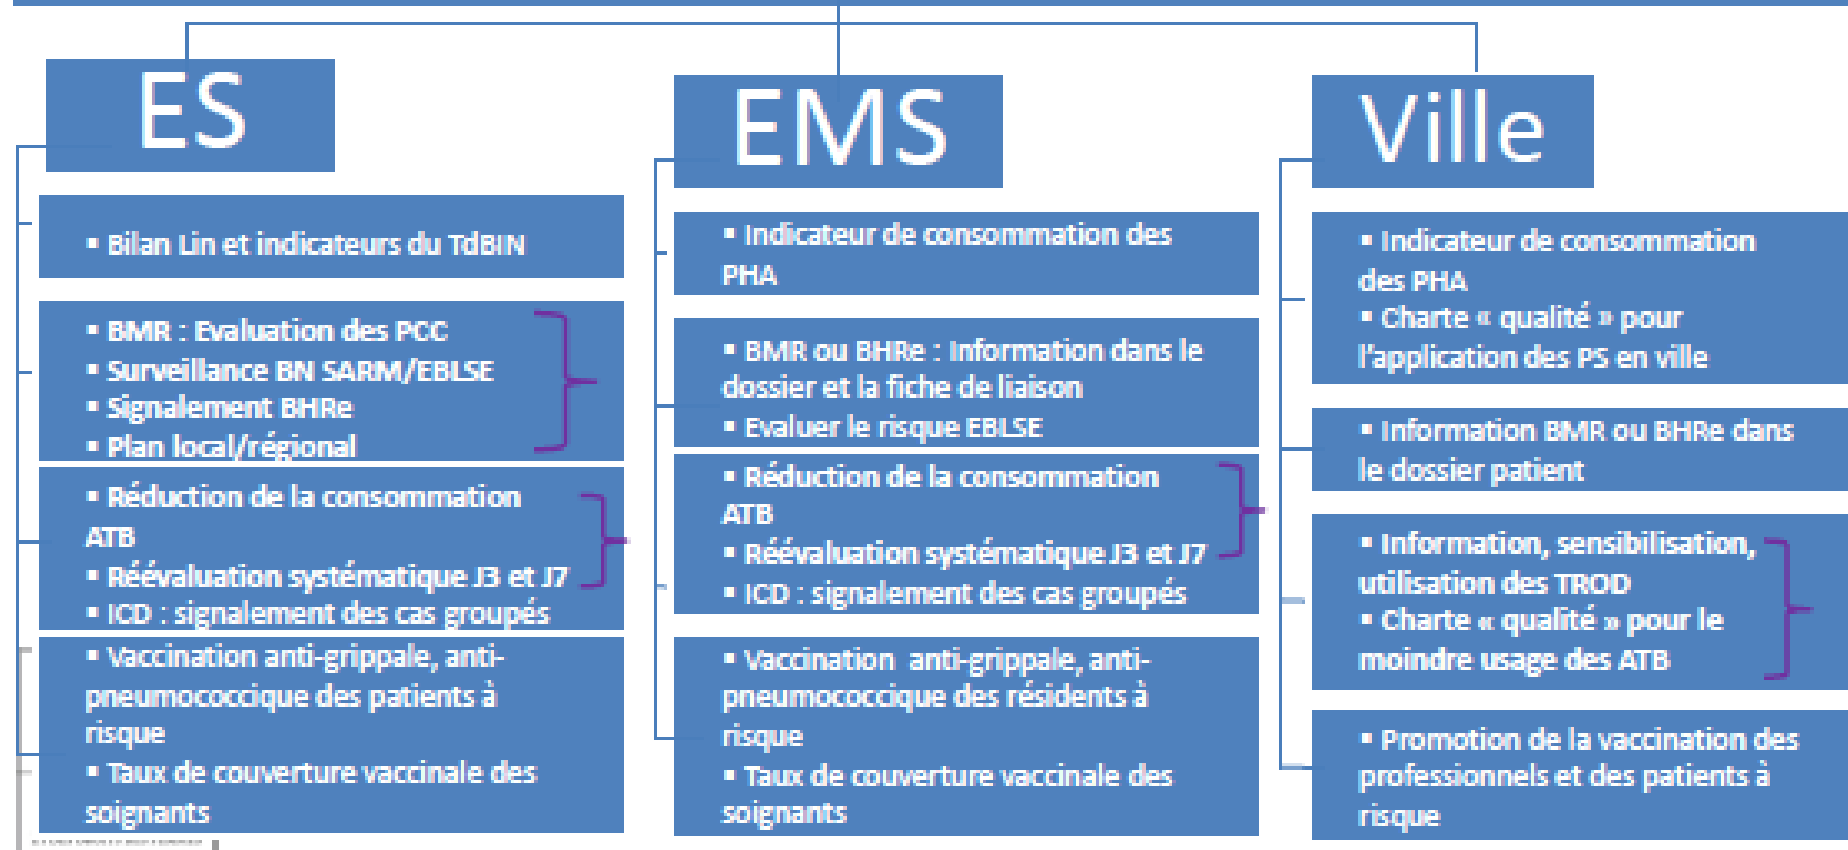 ES
▪ Bilan Lin et indicateurs du TdBIN
▪ BMR : Evaluation des PCC
▪ Surveillance BN SARM/EBLSE
▪ Signalement BHRe
▪ Plan local/régional
▪ Réduction de la consommation
ATB
▪ Réévaluation systématique J3 et J7
▪ ICD : signalement des cas groupés
▪ Vaccination anti-grippale, anti-
pneumococcique des patients à
risque
▪ Taux de couverture vaccinale des
soignants
EMS
▪ Indicateur de consommation des
PHA
▪ BMR ou BHRe : Information dans le
dossier et la fiche de liaison
▪ Evaluer le risque EBLSE
▪ Réduction de la consommation
ATB
▪ Réévaluation systématique J3 et J7
▪ ICD : signalement des cas groupés
▪ Vaccination anti-grippale, anti-
pneumococcique des résidents à
risque
▪ Taux de couverture vaccinale des
soignants
Ville
▪ Indicateur de consommation
des PHA
▪ Charte « qualité » pour
l'application des PS en ville
▪ Information BMR ou BHRe dans
le dossier patient
▪ Information, sensibilisation,
utilisation des TROD
▪ Charte « qualité » pour le
moindre usage des ATB
▪ Promotion de la vaccination des
professionnels et des patients à
risque